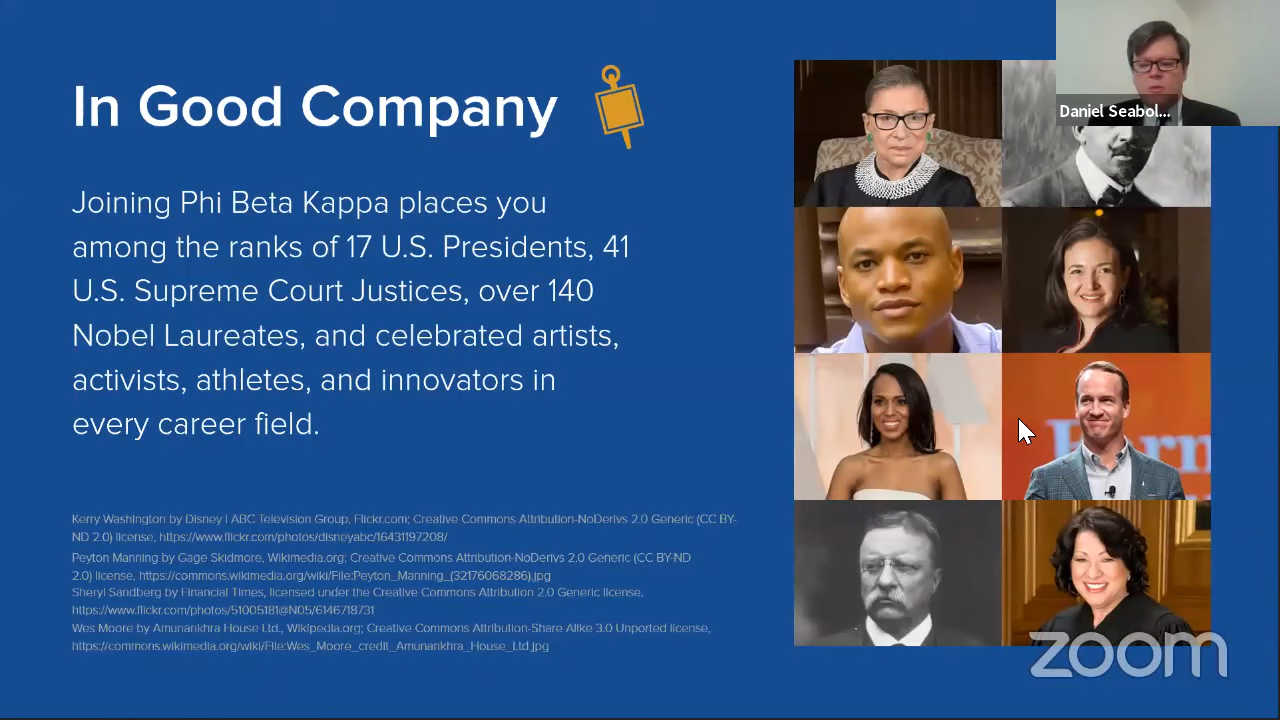 In Good Company
Daniel Seabol...
Joining Phi Beta Kappa places you
among the ranks of 17 U.S. Presidents, 41
U.S. Supreme Court Justices, over 140
Nobel Laureates, and celebrated artists,
activists, athletes, and innovators in
every career field.
Kerry Washington by Disney | ABC Television Group, Flickr.com; Creative Commons Attribution-NoDerivs 2.0 Generic (CC BY-
ND 2.0) license, https://www.flickr.com/photos/disneyabc/16431197208/
Peyton Manning by Gage Skidmore, Wikimedia.org; Creative Commons Attribution-NoDerivs 2.0 Generic (CC BY-ND
2.0) license, https://commons.wikimedia.org/wiki/File:Peyton_Manning_(32176068286).jpg
Sheryl Sandberg by Financial Times, licensed under the Creative Commons Attribution 2.0 Generic license,
https://www.flickr.com/photos/51005181@N05/6146718731
Wes Moore by Amunankhra House Ltd., Wikipedia.org; Creative Commons Attribution-Share Alike 3.0 Unported license,
https://commons.wikimedia.org/wiki/File:Wes_Moore_credit_Amunankhra_House_Ltd.jpg
zoom